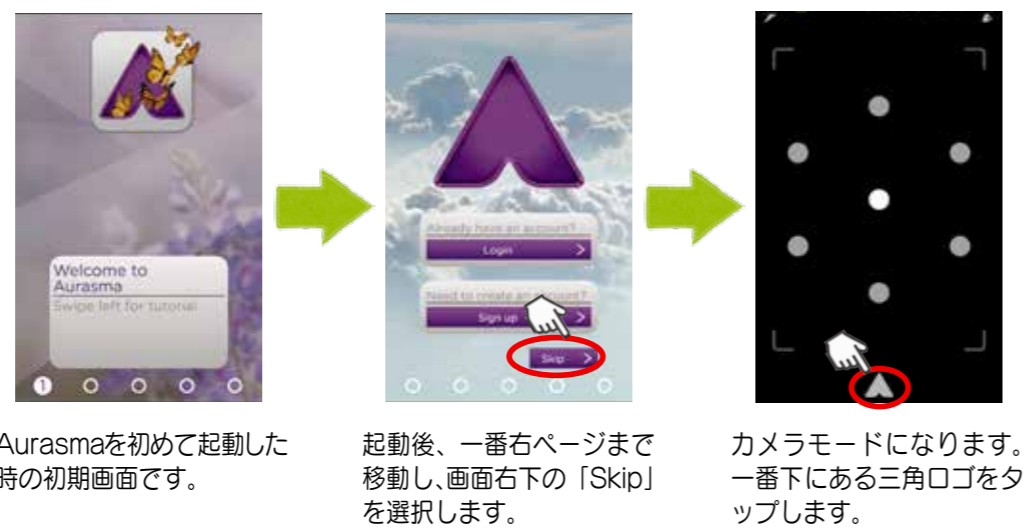 Welcome to
Aurasma
Swipe left for tutorial
1
Already have an account?
Login
Need to create an account?
Sign up
Skip
Aurasmaを初めて起動した
時の初期画面です。
起動後、一番右ページまで
移動し、画面右下の「Skip」
を選択します。
カメラモードになります。
一番下にある三角ロゴをタ
ップします。